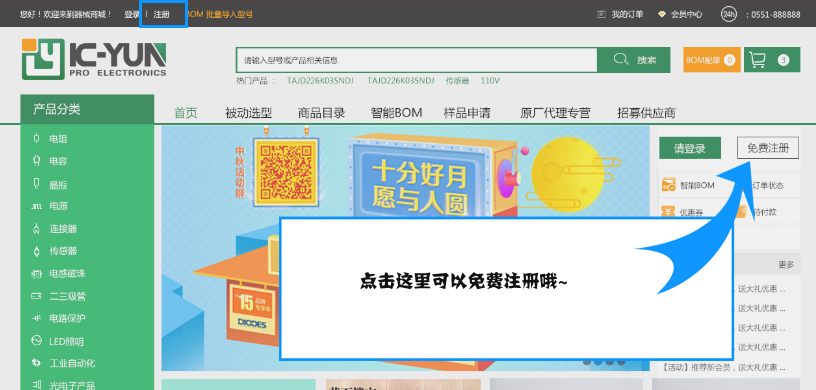 您好！欢迎来到器械商城！ 登录 | 注册 BOM 批量导入型号 我的订单 会员中心 24h : 0551-888888
IC-YUN
PRO ELECTRONICS
请输入型号或产品相关信息 搜索 BOM配单 0 3
热门产品 ： TAJD226K035NDJ TAJD226K035NDJ 传感器 110V
产品分类 首页 被动选型 商品目录 智能BOM 样品申请 原厂代理专营 招募供应商
电阻
电容
晶振
电源
连接器
传感器
电感磁珠
二三级管
电路保护
LED照明
工业自动化
光电子产品
中秋活动群
十分好月
愿与人圆
15 品牌
专享券
DIODES
请登录 免费注册
智能BOM 订单状态
优惠券 待付款
点击这里可以免费注册哦~
更多
送大礼优惠 ...
送大礼优惠 ...
送大礼优惠 ...
送大礼优惠 ...
【活动】推荐新会员，送大礼优惠 ...